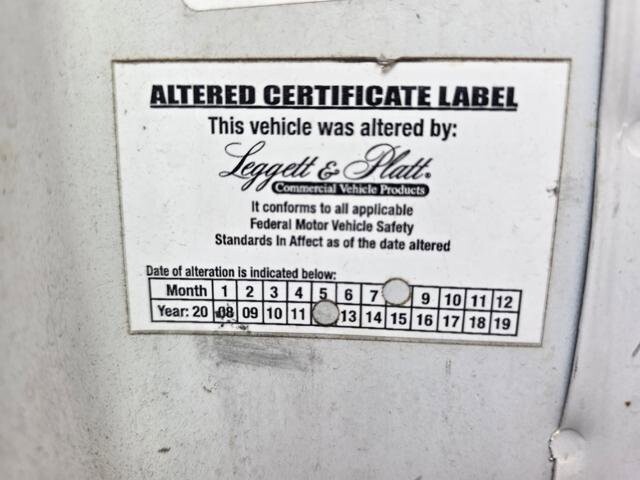 ALTERED CERTIFICATE LABEL
This vehicle was altered by:
Leggett & Platt.
Commercial Vehicle Products
It conforms to all applicable
Federal Motor Vehicle Safety
Standards In Affect as of the date altered
Date of alteration is indicated below:
Month 1 2 3 4 5 6 7 9 10 11 12
Year: 20 08 09 10 11 13 14 15 16 17 18 19